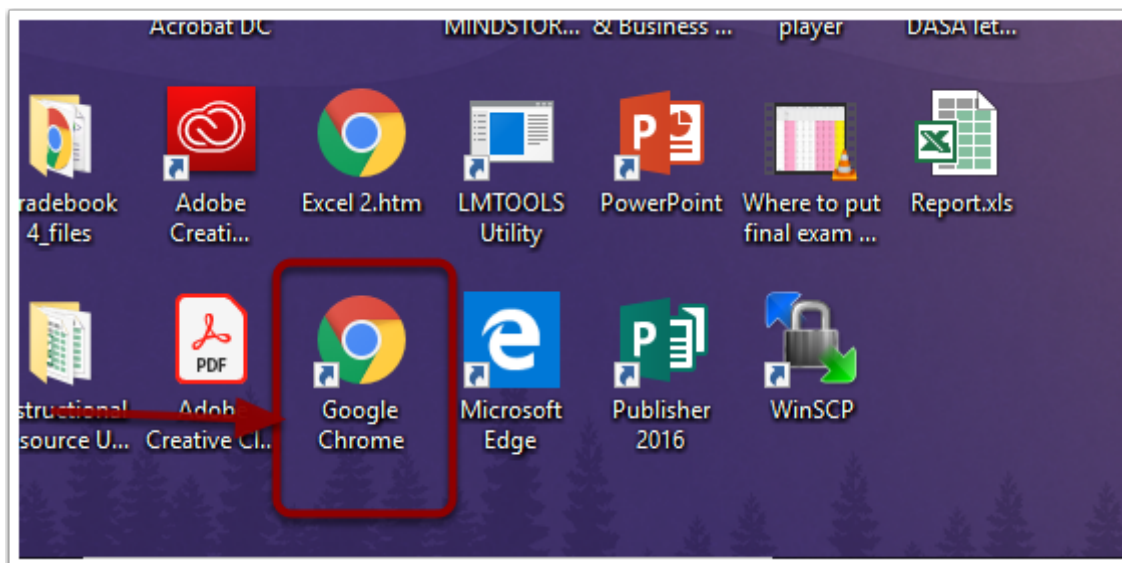 Acrobat DC
MINDSTOR...
& Business ...
player
DASA let...
radebook
4_files
Adobe
Creati...
Excel 2.htm
LMTOOLS
Utility
P
PowerPoint
Where to put
final exam ...
X
Report.xls
structional
source U...
PDF
Adobe
Creative Cl...
Google
Chrome
e
Microsoft
Edge
P
Publisher
2016
WinSCP